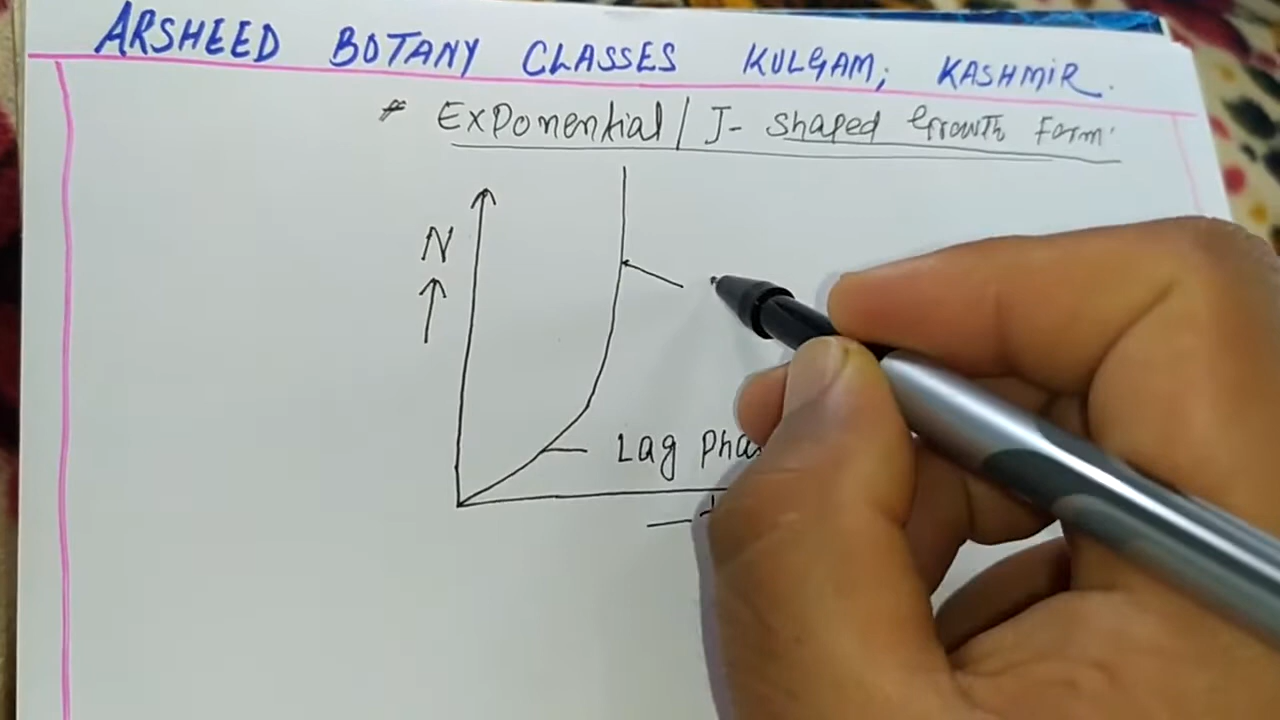 ARSHEED BOTANY CLASSES KULGAM; KASHMIR.
* Exponential / J- Shaped Growth Form
N
Lag Pha